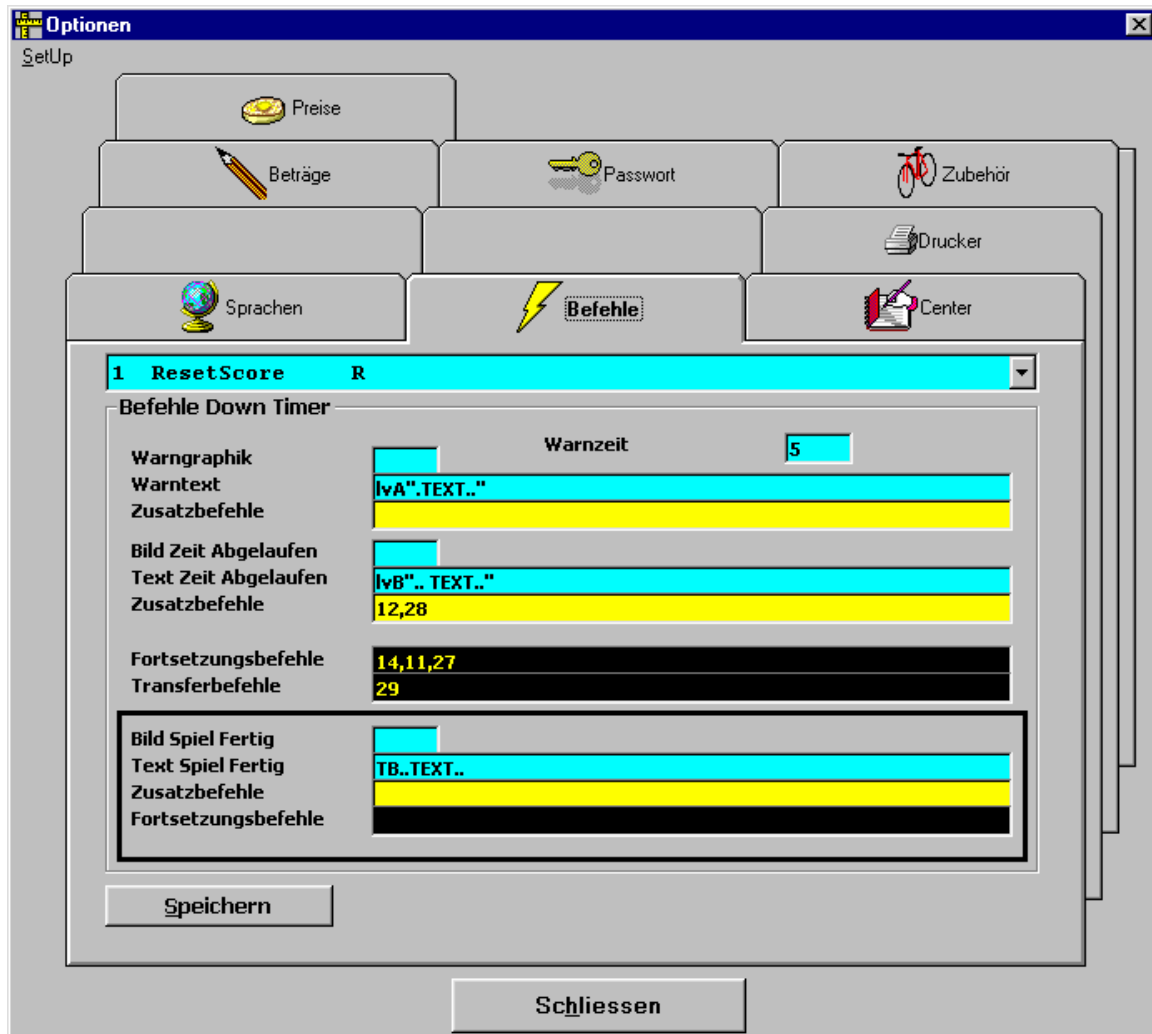 Optionen
SetUp
Preise
Beträge Passwort Zubehör
Drucker
Sprachen Befehle Center
1 ResetScore R
Befehle Down Timer
Warngraphik Warnzeit 5
Warntext IvA".TEXT.."
Zusatzbefehle
Bild Zeit Abgelaufen
Text Zeit Abgelaufen IvB".. TEXT.."
Zusatzbefehle 12,28
Fortsetzungsbefehle 14,11,27
Transferbefehle 29
Bild Spiel Fertig
Text Spiel Fertig TB..TEXT..
Zusatzbefehle
Fortsetzungsbefehle
Speichern
Schliessen